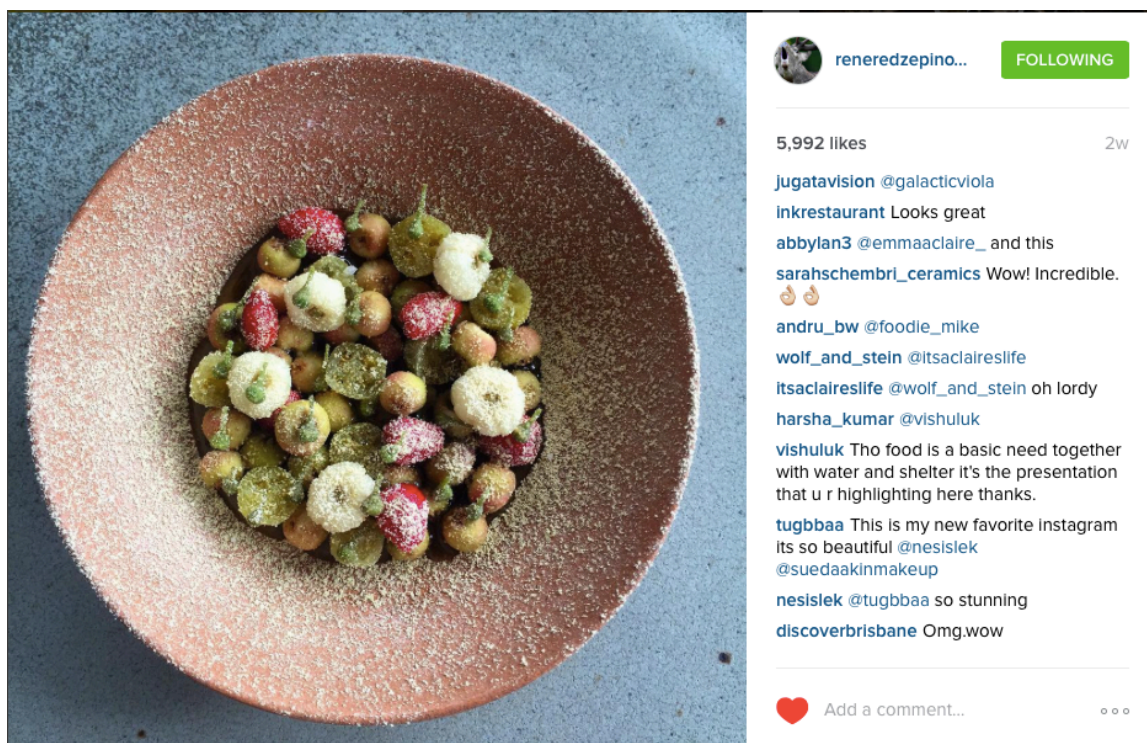 reneredzepino...
FOLLOWING
5,992 likes
2w
jugatavision @galacticviola
inkrestaurant Looks great
abbylan3 @emmaaclaire_ and this
sarahschembri_ceramics Wow! Incredible.
👌🏼👌🏼
andru_bw @foodie_mike
wolf_and_stein @itsaclaireslife
itsaclaireslife @wolf_and_stein oh lordy
harsha_kumar @vishuluk
vishuluk Tho food is a basic need together
with water and shelter it's the presentation
that u r highlighting here thanks.
tugbbaa This is my new favorite instagram
its so beautiful @nesislek
@suedaakinmakeup
nesislek @tugbbaa so stunning
discoverbrisbane Omg.wow
Add a comment...